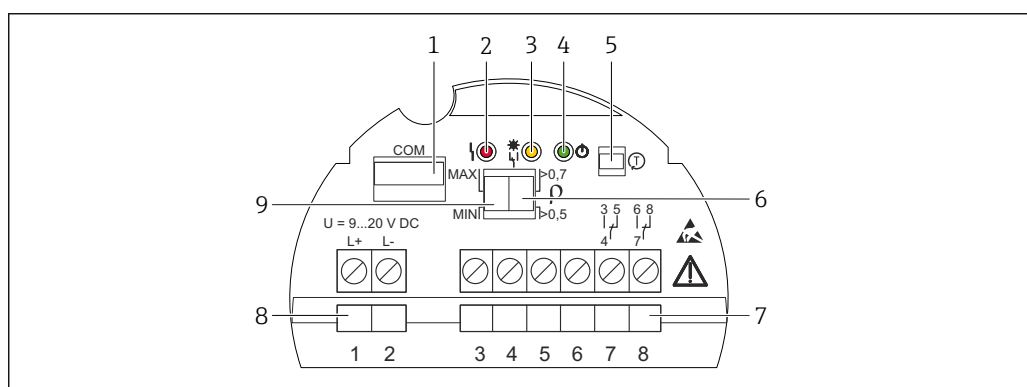 1 2 3 4 5
COM
T
MAX >0,7
9 ρ 6
MINI >0,5
U = 9...20 V DC
3 5 6 8
4 7
L+ L-
8 7
1 2 3 4 5 6 7 8